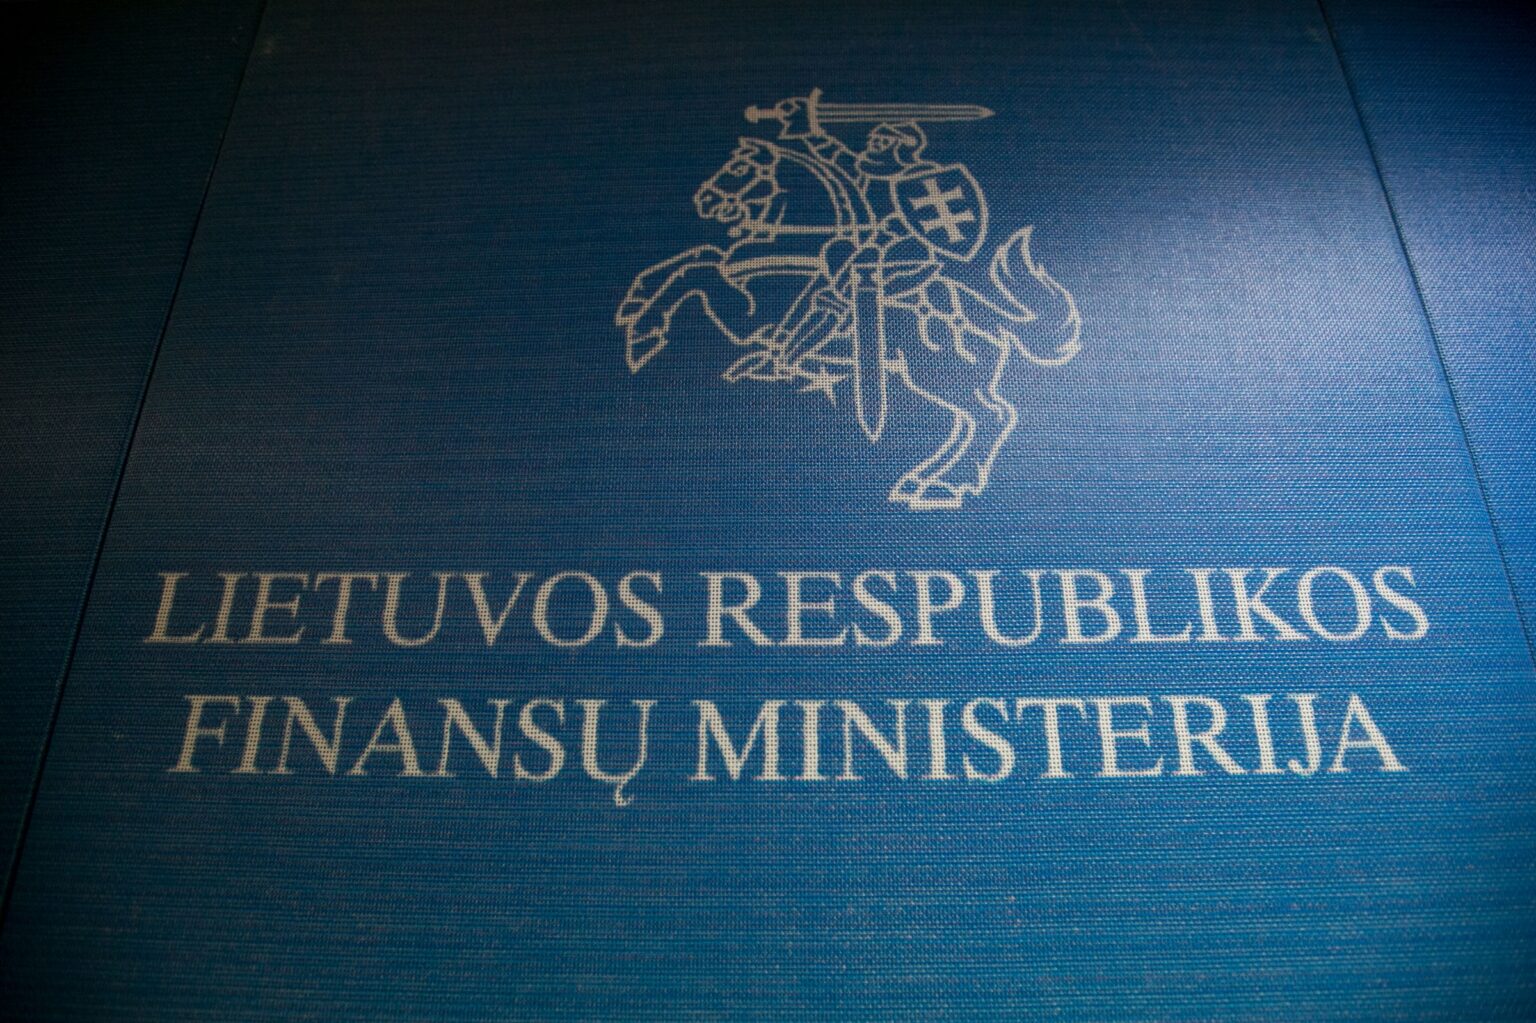 LIETUVOS RESPUBLIKOS
FINANSŲ MINISTERIJA